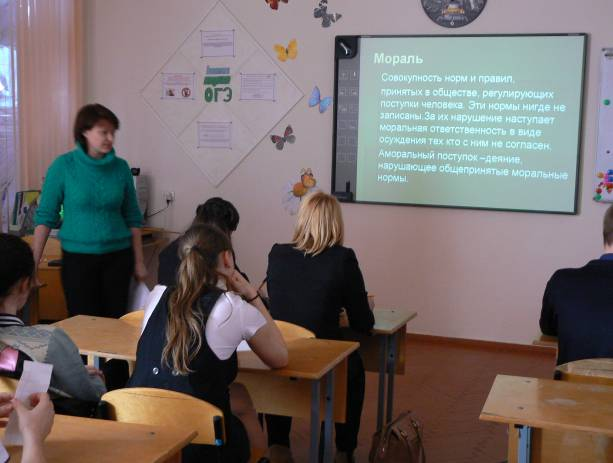 ОГЭ
Мораль
Совокупность норм и правил,
принятых в обществе, регулирующих
поступки человека. Эти нормы нигде не
записаны.За их нарушение наступает
моральная ответственность в виде
осуждения тех кто с ним не согласен.
Аморальный поступок –деяние,
нарушающее общепринятые моральные
нормы.